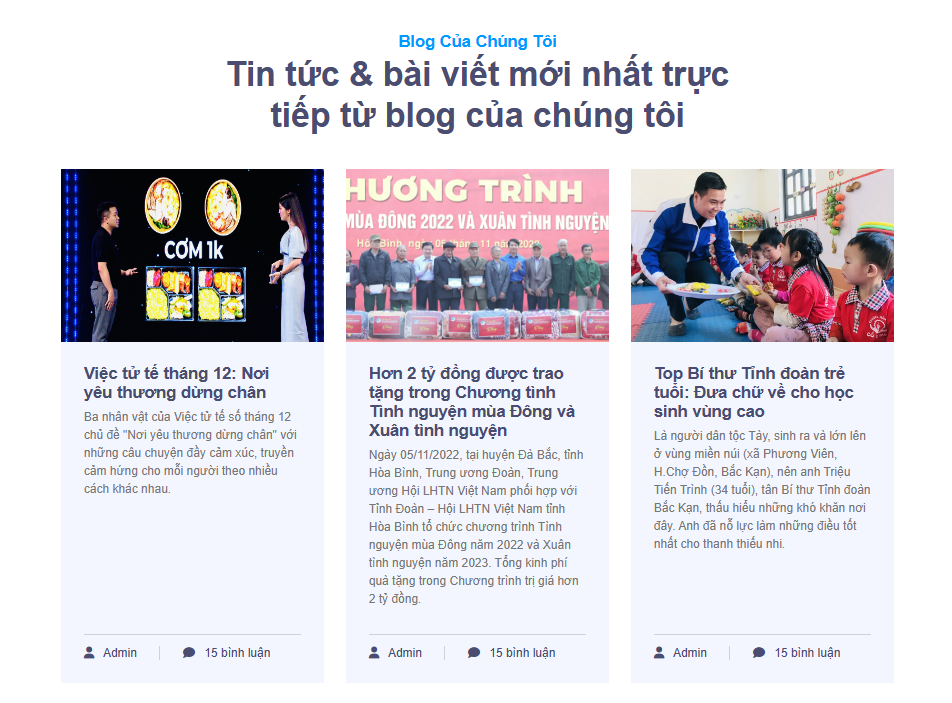 Blog Của Chúng Tôi
Tin tức & bài viết mới nhất trực
tiếp từ blog của chúng tôi
CƠM 1k
Việc tử tế tháng 12: Nơi
yêu thương dừng chân
Ba nhân vật của Việc tử tế số tháng 12
chủ đề "Nơi yêu thương dừng chân" với
những câu chuyện đầy cảm xúc, truyền
cảm hứng cho mỗi người theo nhiều
cách khác nhau.
Admin
15 bình luận
HƯƠNG TRÌNH
MÙA ĐÔNG 2022 VÀ XUÂN TÌNH NGUYỆN
Hòa Bình, ngày 05 tháng 11 năm 2022
Hơn 2 tỷ đồng được trao
tặng trong Chương tình
Tình nguyện mùa Đông và
Xuân tình nguyện
Ngày 05/11/2022, tại huyện Đà Bắc, tỉnh
Hòa Bình, Trung ương Đoàn, Trung
ương Hội LHTN Việt Nam phối hợp với
Tỉnh Đoàn – Hội LHTN Việt Nam tỉnh
Hòa Bình tổ chức chương trình Tình
nguyện mùa Đông năm 2022 và Xuân
tình nguyện năm 2023. Tổng kinh phí
quà tặng trong Chương trình trị giá hơn
2 tỷ đồng.
Admin
15 bình luận
Top Bí thư Tỉnh đoàn trẻ
tuổi: Đưa chữ về cho học
sinh vùng cao
Là người dân tộc Tày, sinh ra và lớn lên
ở vùng miền núi (xã Phương Viên,
H.Chợ Đồn, Bắc Kạn), nên anh Triệu
Tiến Trình (34 tuổi), tân Bí thư Tỉnh đoàn
Bắc Kạn, thấu hiểu những khó khăn nơi
đây. Anh đã nỗ lực làm những điều tốt
nhất cho thanh thiếu nhi.
Admin
15 bình luận